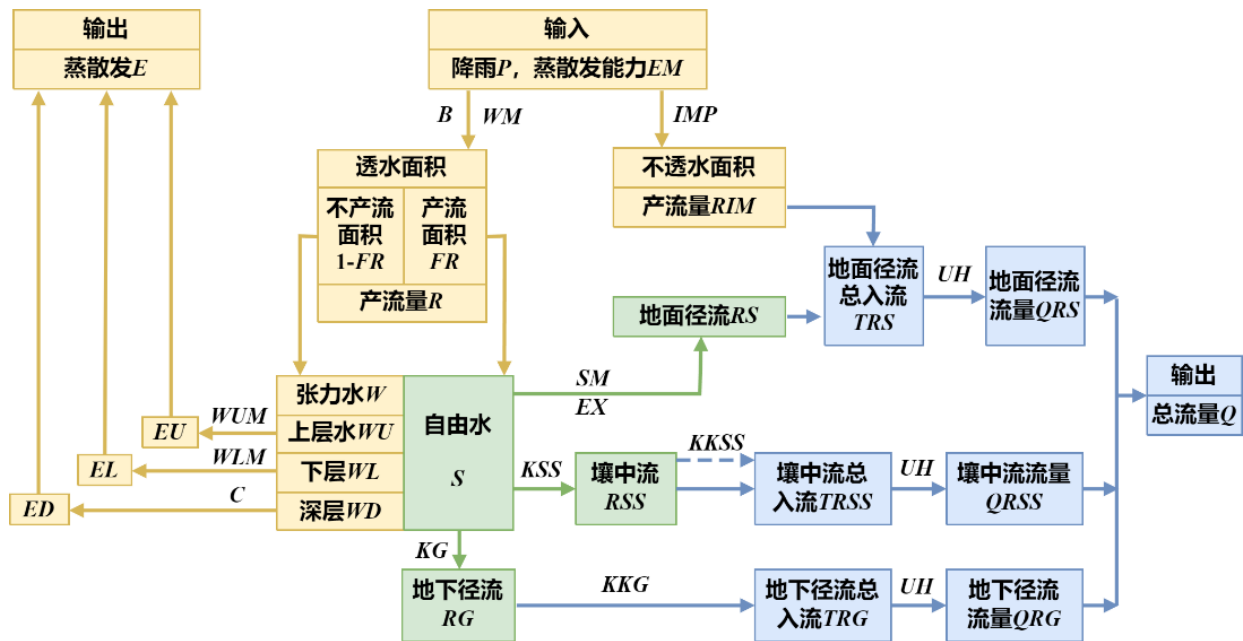 输出
蒸散发E
输入
降雨P，蒸散发能力EM
B
WM
IMP
透水面积
不产流
面积
1-FR
产流
面积
FR
产流量R
不透水面积
产流量RIM
地面径流
总入流
TRS
UH
地面径流
流量QRS
地面径流RS
SM
EX
输出
总流量Q
张力水W
上层水WU
下层WL
深层WD
自由水
S
WUM
EU
WLM
EL
C
ED
KSS
壤中流
RSS
KKSS
壤中流总
入流TRSS
UH
壤中流流量
QRSS
KG
地下径流
RG
KKG
地下径流总
入流TRG
UH
地下径流
流量QRG